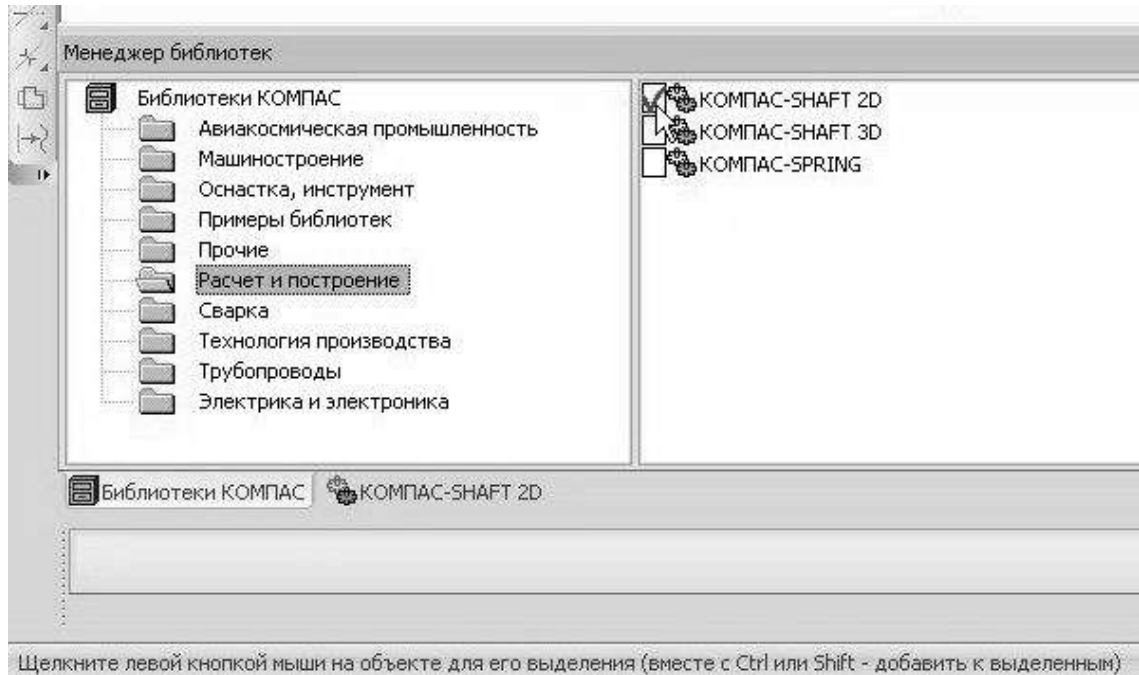 Менеджер библиотек
Библиотеки КОМПАС
Авиакосмическая промышленность
Машиностроение
Оснастка, инструмент
Примеры библиотек
Прочие
Расчет и построение
Сварка
Технология производства
Трубопроводы
Электрика и электроника
КОМПАС-SHAFT 2D
КОМПАС-SHAFT 3D
КОМПАС-SPRING
Библиотеки КОМПАС КОМПАС-SHAFT 2D
Щелкните левой кнопкой мыши на объекте для его выделения (вместе с Ctrl или Shift - добавить к выделенным)